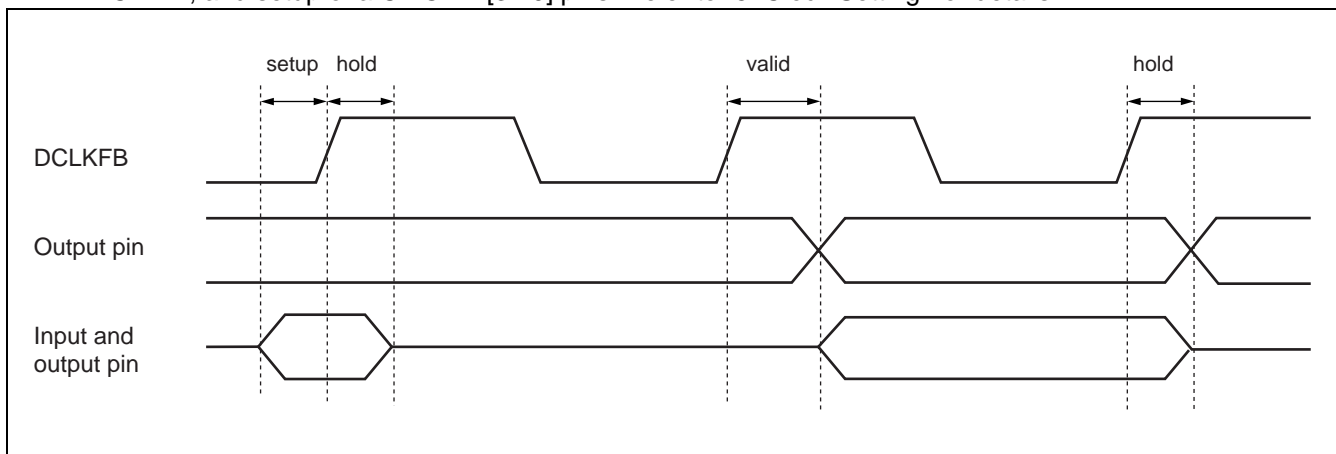 setup hold valid hold
DCLKFB
Output pin
Input and
output pin